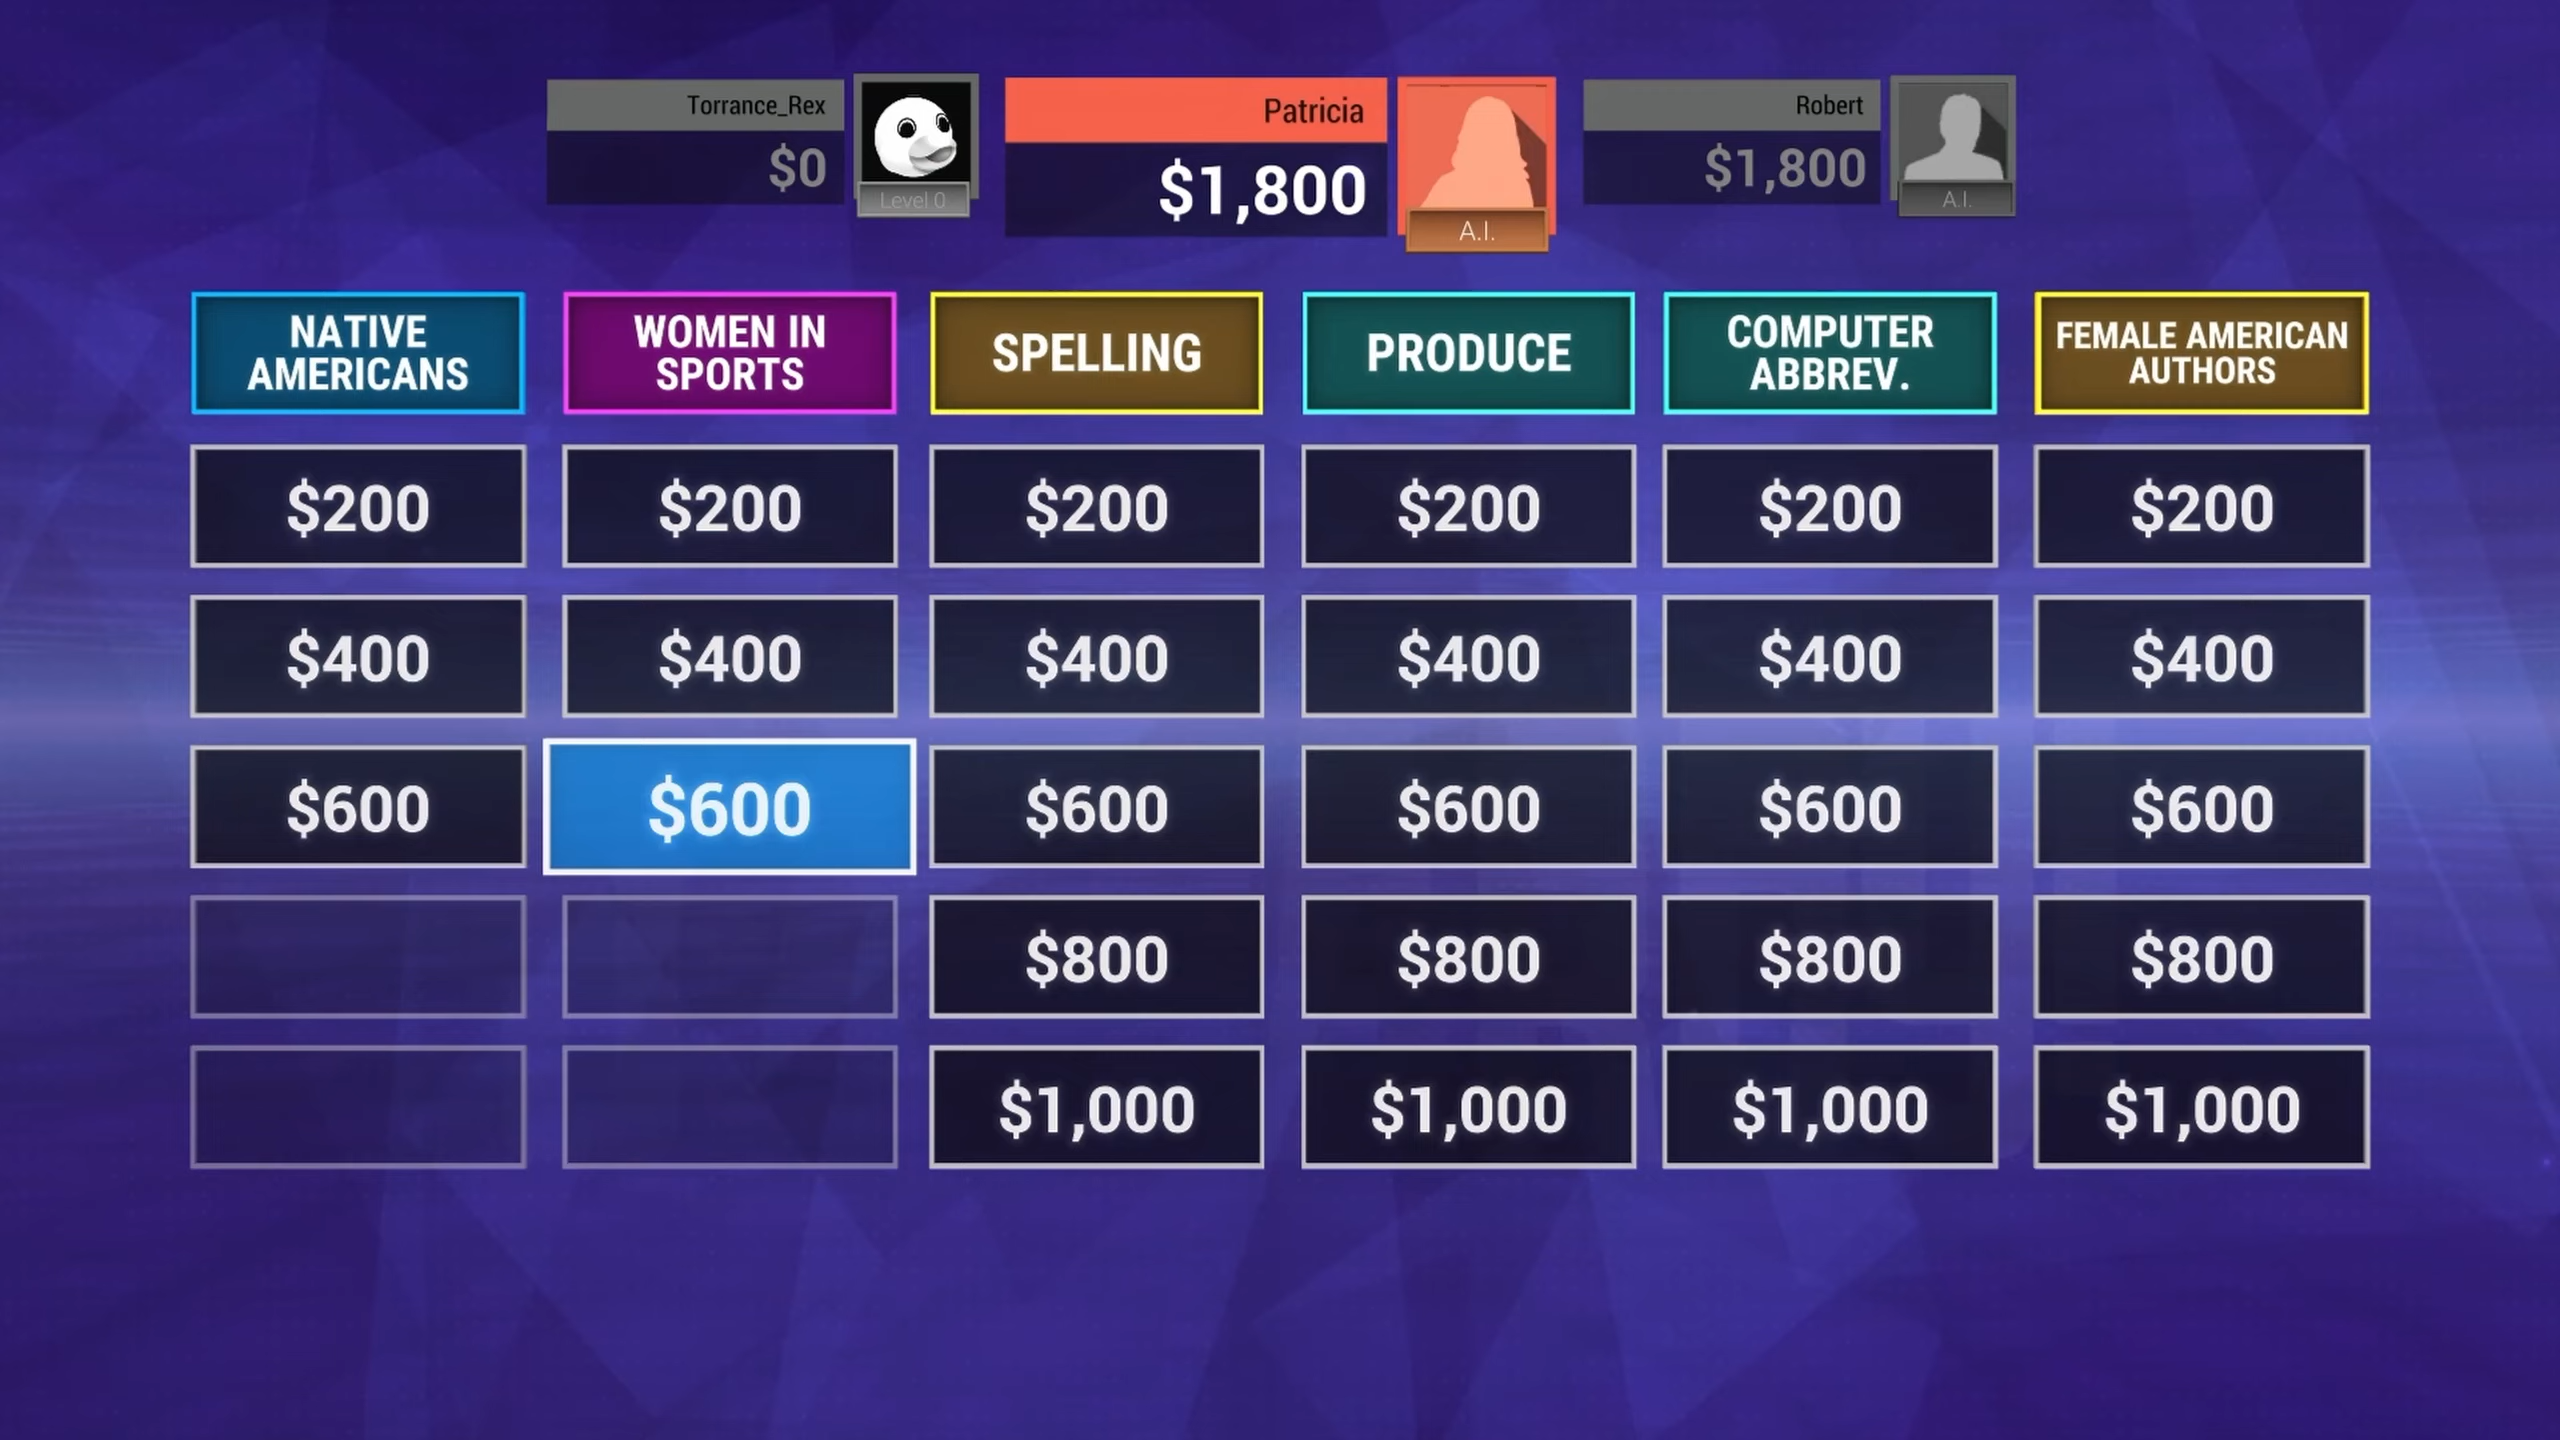 Torrance_Rex
$0
Level 0
Patricia
$1,800
A.I.
Robert
$1,800
A.I.
NATIVE
AMERICANS
WOMEN IN
SPORTS
SPELLING
PRODUCE
COMPUTER
ABBREV.
FEMALE AMERICAN
AUTHORS
$200 $200 $200 $200 $200 $200
$400 $400 $400 $400 $400 $400
$600 $600 $600 $600 $600 $600
$800 $800 $800 $800
$1,000 $1,000 $1,000 $1,000